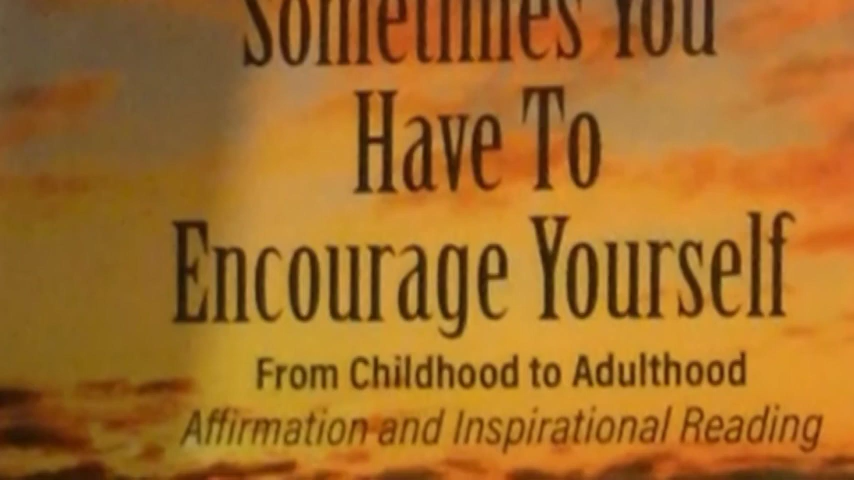 Sometimes You
Have To
Encourage Yourself
From Childhood to Adulthood
Affirmation and Inspirational Reading